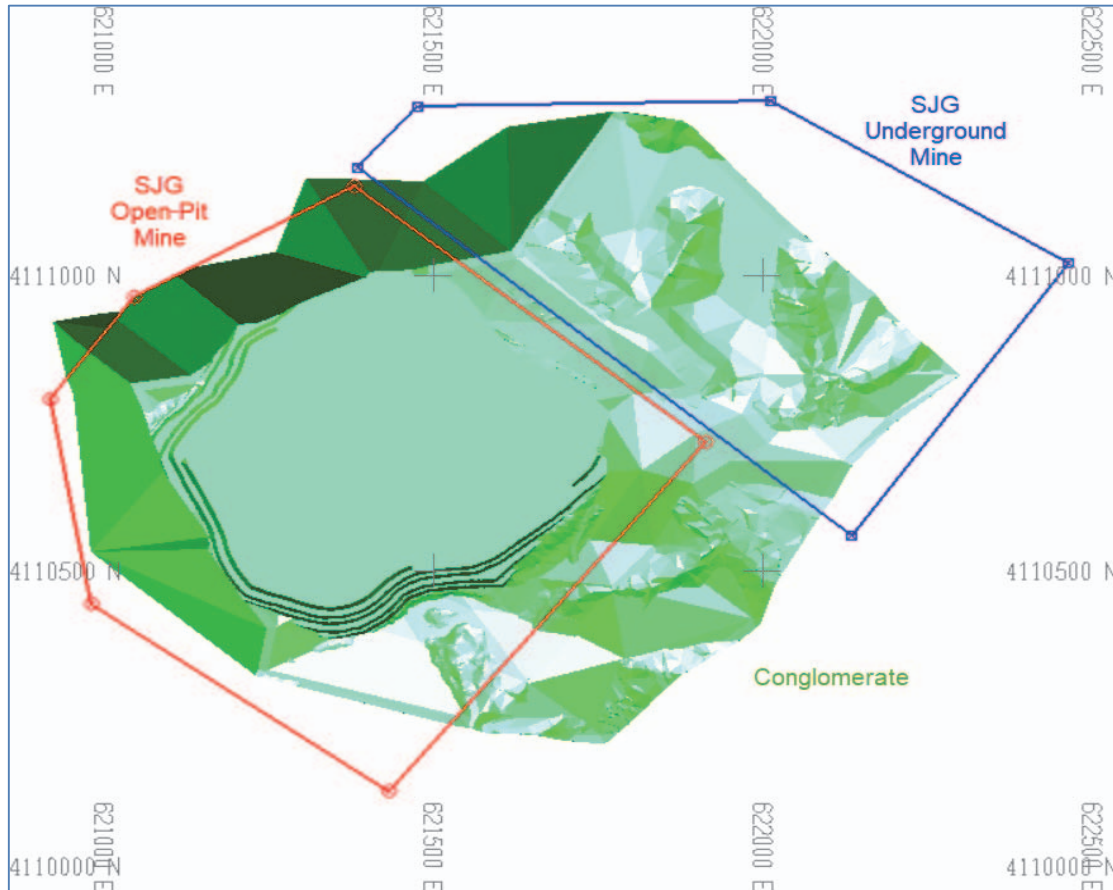 621000 E
621500 E
622000 E
622500 E
SJG
Underground
Mine
SJG
Open-Pit
Mine
4111000 N
4111000 N
4110500 N
4110500 N
Conglomerate
621000 E
621500 E
622000 E
622500 E
4110000 N
4110000 N